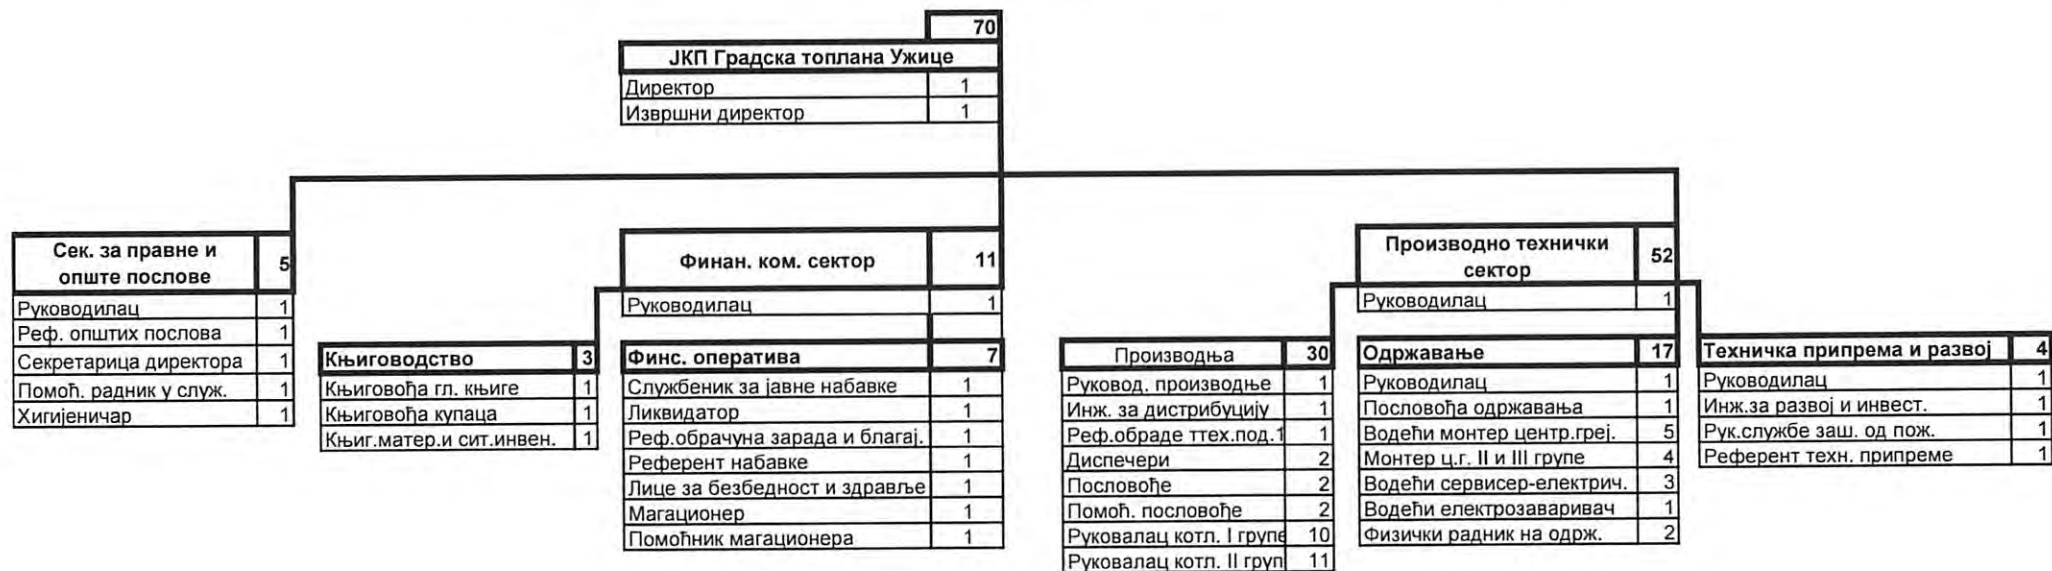 70
ЈКП Градска топлана Ужице
Директор 1
Извршни директор 1
Сек. за правне и
опште послове 5
Руководилац 1
Реф. општих послова 1
Секретарица директора 1
Помоћ. радник у служ. 1
Хигијеничар 1
Финан. ком. сектор 11
Руководилац 1
Књиговодство 3
Књиговођа гл. књиге 1
Књиговођа купаца 1
Књиг.матер.и сит.инвен. 1
Финс. оператива 7
Службеник за јавне набавке 1
Ликвидатор 1
Реф.обрачуна зарада и благај. 1
Референт набавке 1
Лице за безбедност и здравље 1
Магационер 1
Помоћник магационера 1
Производно технички
сектор 52
Руководилац 1
Производња 30
Руковод. производње 1
Инж. за дистрибуцију 1
Реф.обраде ттех.под.1 1
Диспечери 2
Пословође 2
Помоћ. пословође 2
Руковалац котл. I групе 10
Руковалац котл. II груп 11
Одржавање 17
Руководилац 1
Пословођа одржавања 1
Водећи монтер центр.греј. 5
Монтер ц.г. II и III групе 4
Водећи сервисер-електрич. 3
Водећи електрозаваривач 1
Физички радник на одрж. 2
Техничка припрема и развој 4
Руководилац 1
Инж.за развој и инвест. 1
Рук.службе заш. од пож. 1
Референт техн. припреме 1